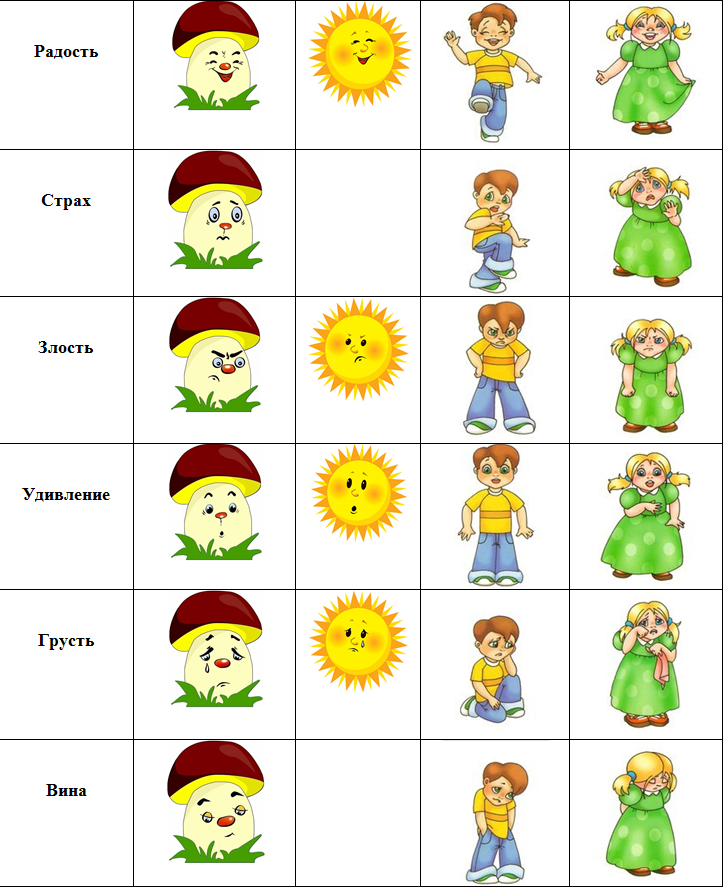 Радость
Страх
Злость
Удивление
Грусть
Вина